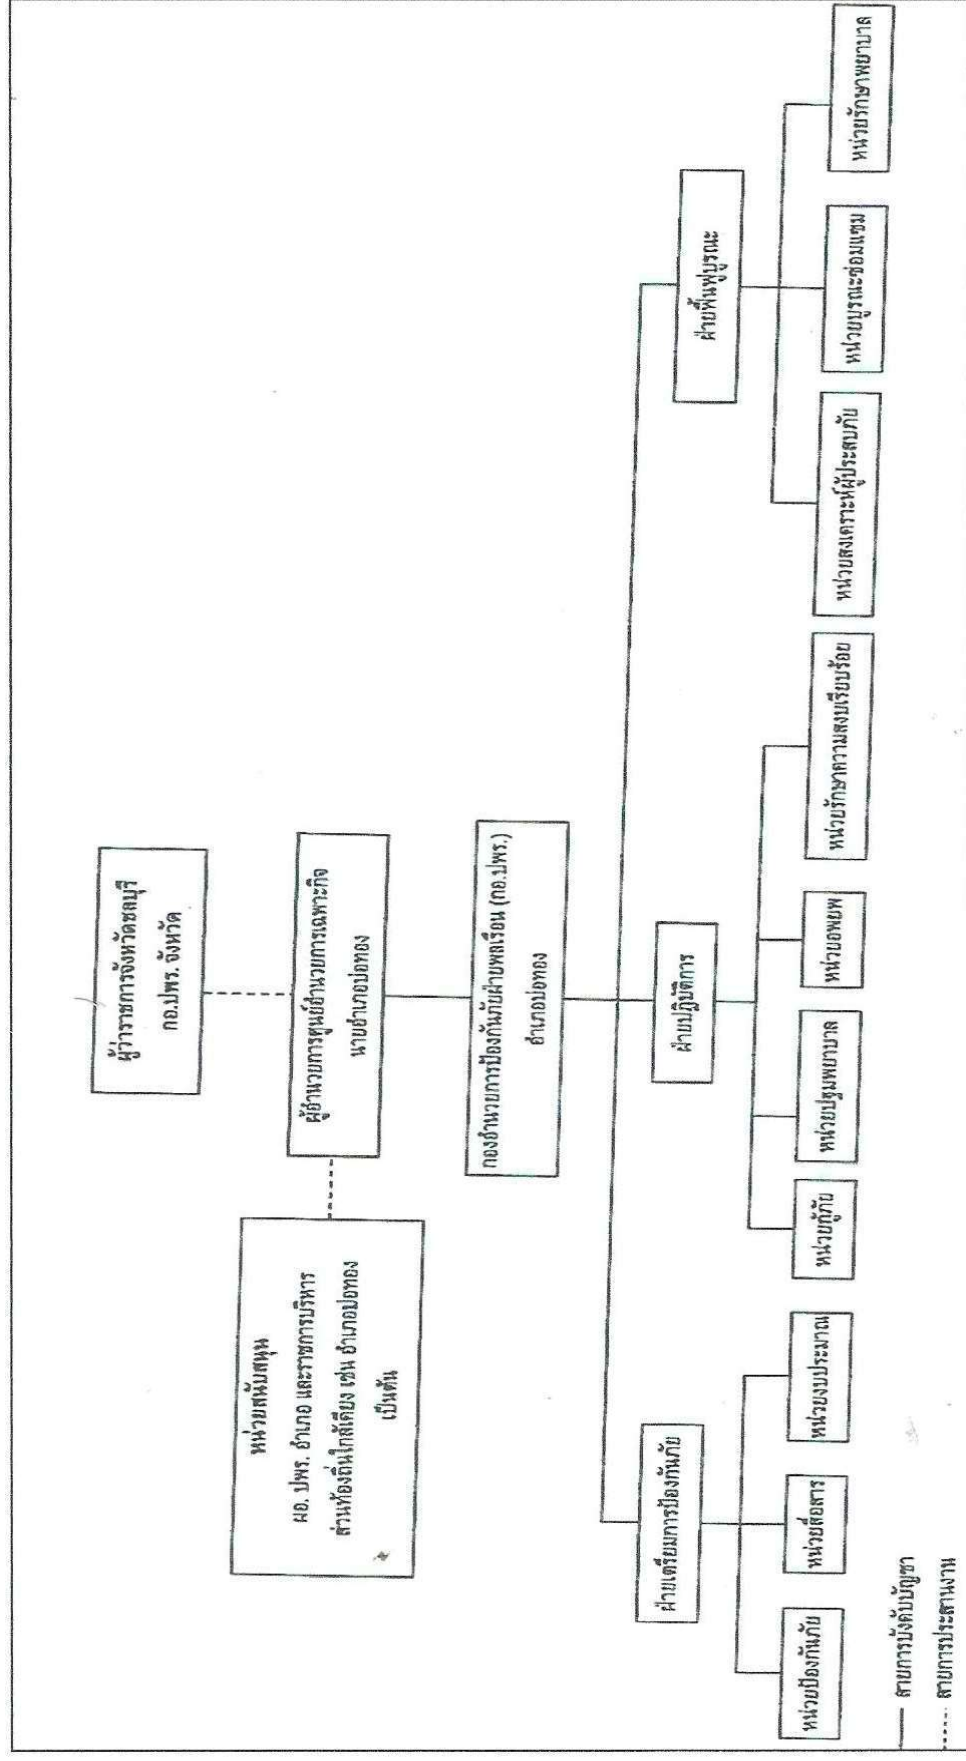 ผู้ว่าราชการจังหวัดชลบุรี
กอ.ปพร. จังหวัด
ผู้อำนวยการศูนย์อำนวยการเฉพาะกิจ
นายอำเภอบ่อทอง
หน่วยสนับสนุน
ผอ. ปพร. อำเภอ และราชการบริหาร
ส่วนท้องถิ่นใกล้เคียง เช่น อำเภอบ่อทอง
เป็นต้น
กองอำนวยการป้องกันภัยฝ่ายพลเรือน (กอ.ปพร.)
อำเภอบ่อทอง
ฝ่ายเตรียมการป้องกันภัย
ฝ่ายปฏิบัติการ
ฝ่ายฟื้นฟูบูรณะ
หน่วยป้องกันภัย
หน่วยสื่อสาร
หน่วยงบประมาณ
หน่วยกู้ภัย
หน่วยปฐมพยาบาล
หน่วยอพยพ
หน่วยรักษาความสงบเรียบร้อย
หน่วยสงเคราะห์ผู้ประสบภัย
หน่วยบูรณะซ่อมแซม
หน่วยรักษาพยาบาล
สายการบังคับบัญชา
สายการประสานงาน